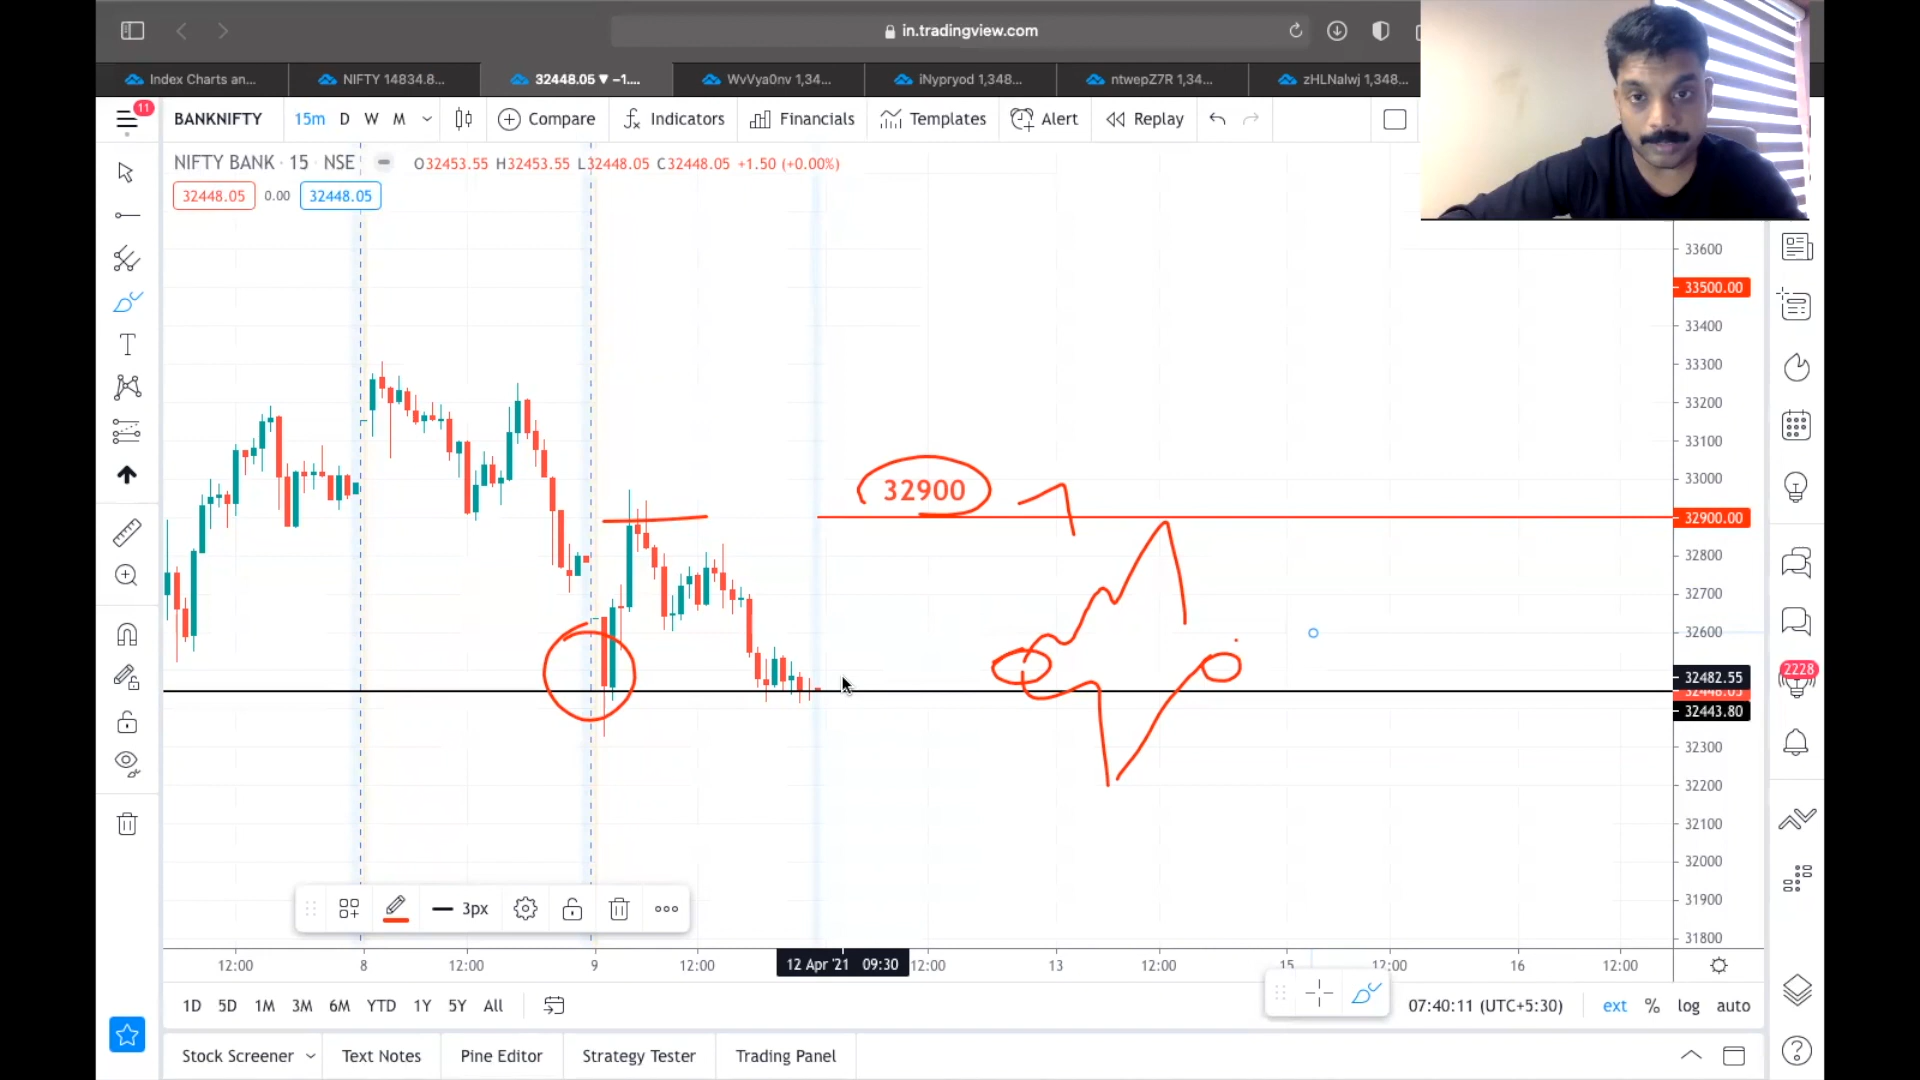 in.tradingview.com
Index Charts an...
NIFTY 14834.8...
32448.05 ▼ −1....
WvVya0nv 1,34...
iNypryod 1,348...
ntwepZ7R 1,34...
zHLNalwj 1,348...
11
BANKNIFTY
15m D W M
Compare
Indicators
Financials
Templates
Alert
Replay
NIFTY BANK · 15 · NSE
O32453.55 H32453.55 L32448.05 C32448.05 +1.50 (+0.00%)
32448.05 0.00 32448.05
33600
33500.00
33400
33300
33200
33100
33000
32900
32900.00
32800
32700
32600
32482.55
32448.05
32443.80
32300
32200
32100
32000
31900
31800
2228
3px
12:00 8 12:00 9 12:00 12 Apr '21 09:30 12:00 13 12:00 15 12:00 16 12:00
1D 5D 1M 3M 6M YTD 1Y 5Y All
07:40:11 (UTC+5:30) ext % log auto
Stock Screener Text Notes Pine Editor Strategy Tester Trading Panel